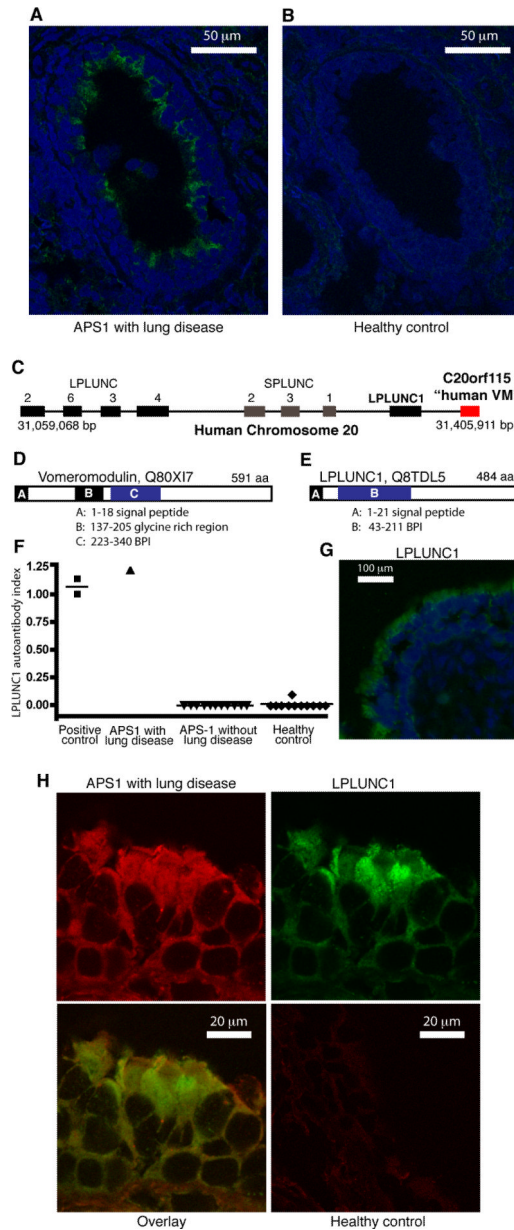 A
50 µm
APS1 with lung disease
B
50 µm
Healthy control
C
LPLUNC
SPLUNC
C20orf115
"human VM
2 6 3 4 2 3 1 LPLUNC1
31,059,068 bp
Human Chromosome 20
31,405,911 bp
D
Vomeromodulin, Q80XI7 591 aa
A B C
A: 1-18 signal peptide
B: 137-205 glycine rich region
C: 223-340 BPI
E
LPLUNC1, Q8TDL5 484 aa
A B
A: 1-21 signal peptide
B: 43-211 BPI
F
LPLUNC1 autoantibody index
1.25
1.00
0.75
0.50
0.25
0.00
Positive
control
APS1 with
lung disease
APS-1 without
lung disease
Healthy
control
G
LPLUNC1
100 µm
H
APS1 with lung disease
LPLUNC1
20 µm
20 µm
Overlay
Healthy control